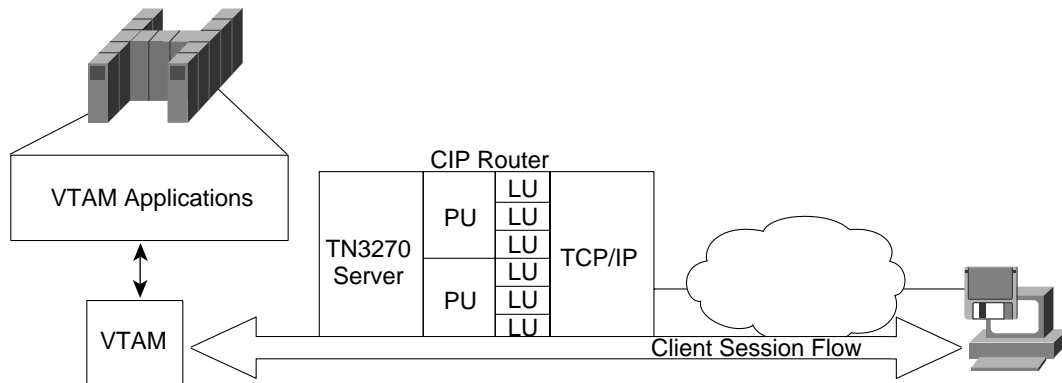 VTAM Applications
VTAM
CIP Router
TN3270
Server
PU
PU
LU
LU
LU
LU
LU
LU
TCP/IP
Client Session Flow